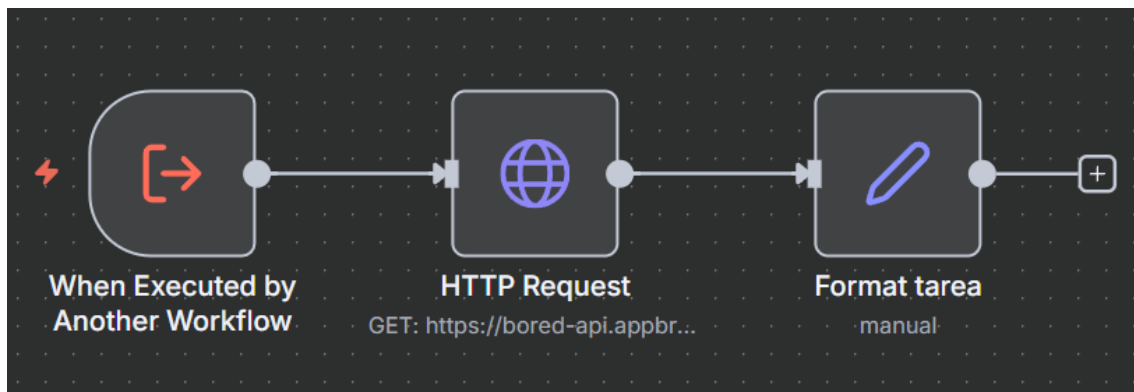 When Executed by
Another Workflow
HTTP Request
GET: https://bored-api.appbr...
Format tarea
manual